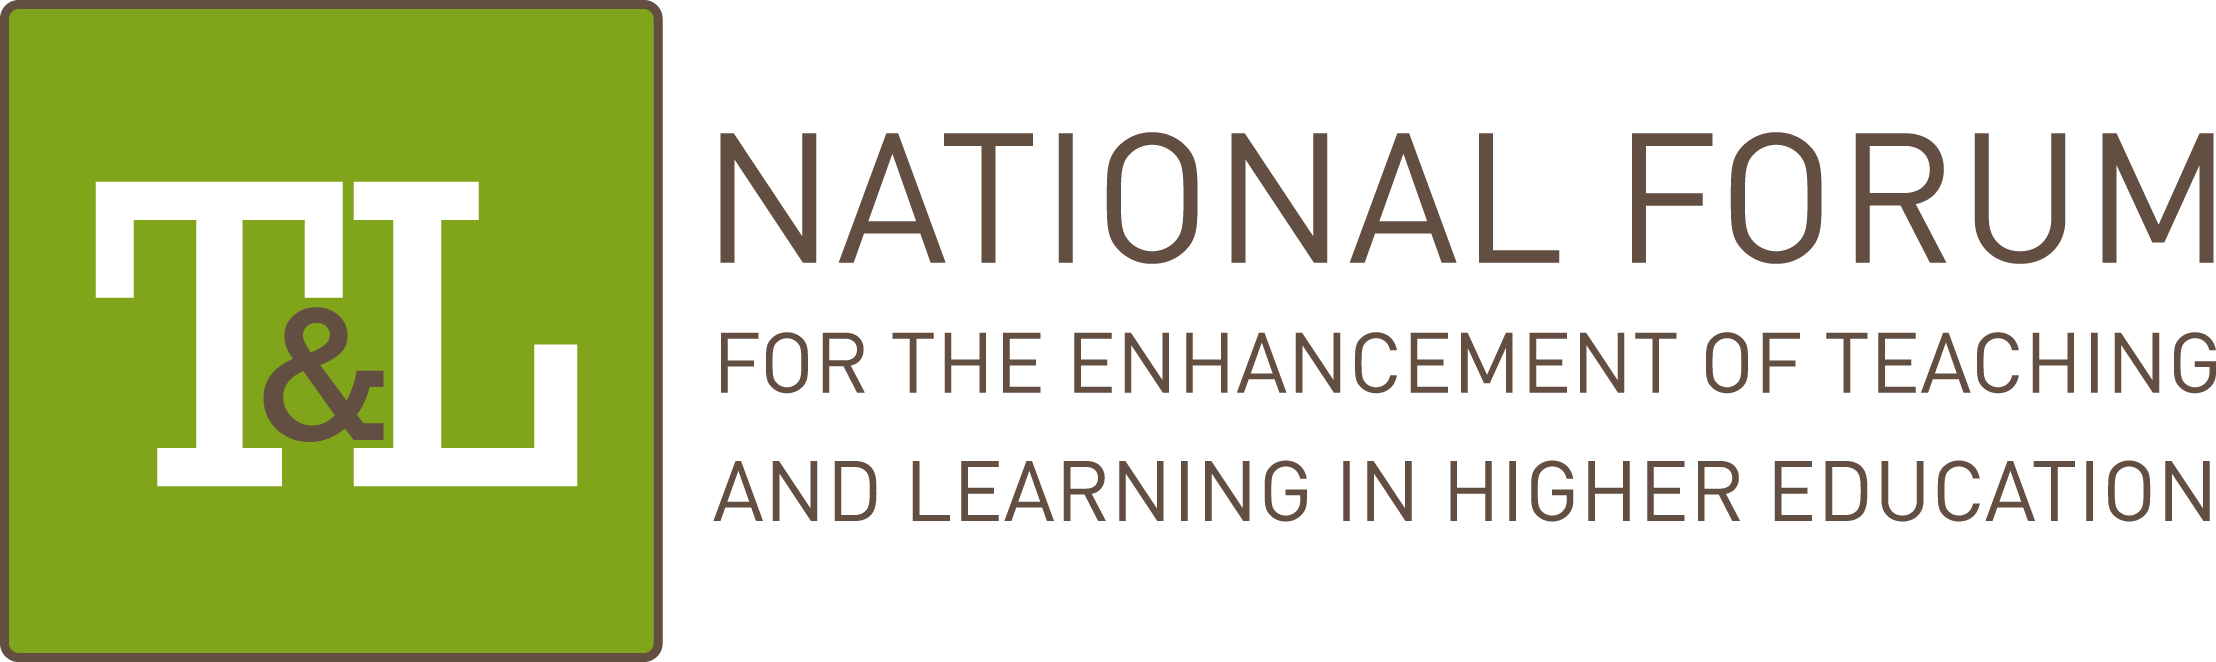 T&L
NATIONAL FORUM
FOR THE ENHANCEMENT OF TEACHING
AND LEARNING IN HIGHER EDUCATION